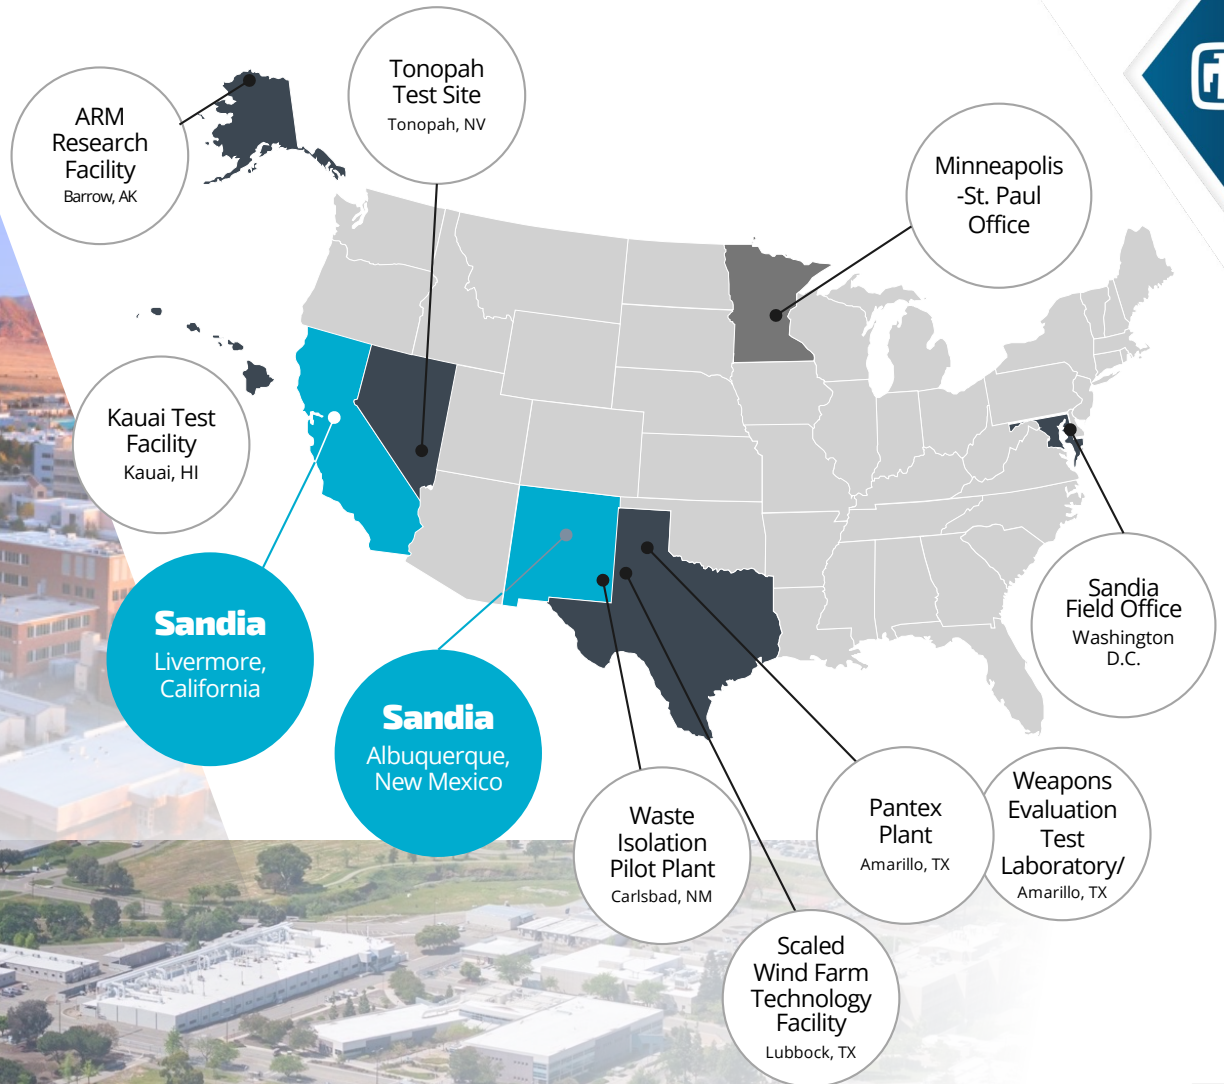 ARM
Research
Facility
Barrow, AK
Tonopah
Test Site
Tonopah, NV
Minneapolis
-St. Paul
Office
Kauai Test
Facility
Kauai, HI
Sandia
Livermore,
California
Sandia
Albuquerque,
New Mexico
Sandia
Field Office
Washington
D.C.
Waste
Isolation
Pilot Plant
Carlsbad, NM
Pantex
Plant
Amarillo, TX
Weapons
Evaluation
Test
Laboratory/
Amarillo, TX
Scaled
Wind Farm
Technology
Facility
Lubbock, TX